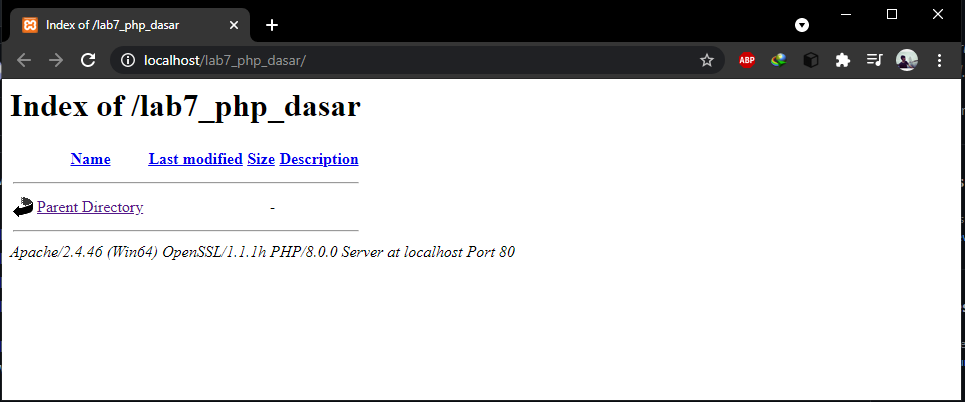 Index of /lab7_php_dasar
localhost/lab7_php_dasar/
ABP
Index of /lab7_php_dasar
Name Last modified Size Description
Parent Directory -
Apache/2.4.46 (Win64) OpenSSL/1.1.1h PHP/8.0.0 Server at localhost Port 80